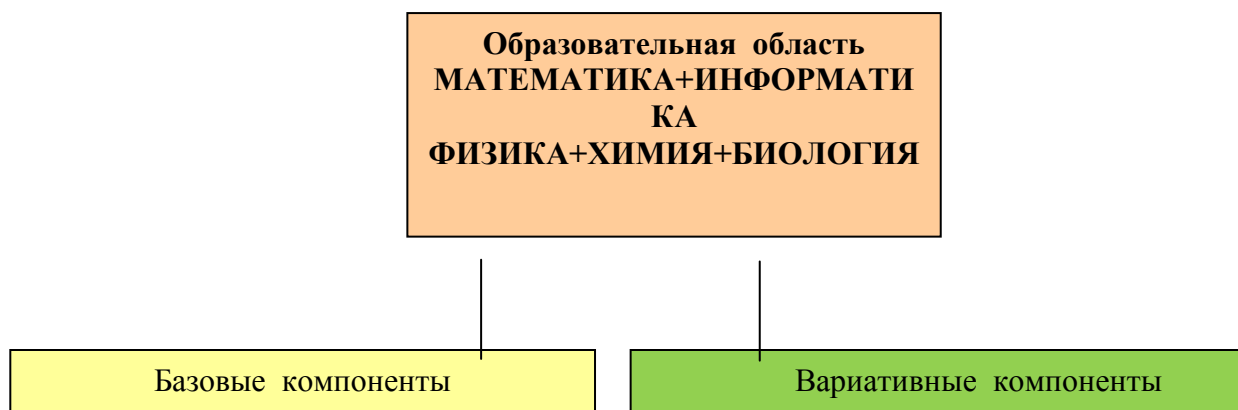 Образовательная область
МАТЕМАТИКА+ИНФОРМАТИ
КА
ФИЗИКА+ХИМИЯ+БИОЛОГИЯ
Базовые компоненты
Вариативные компоненты